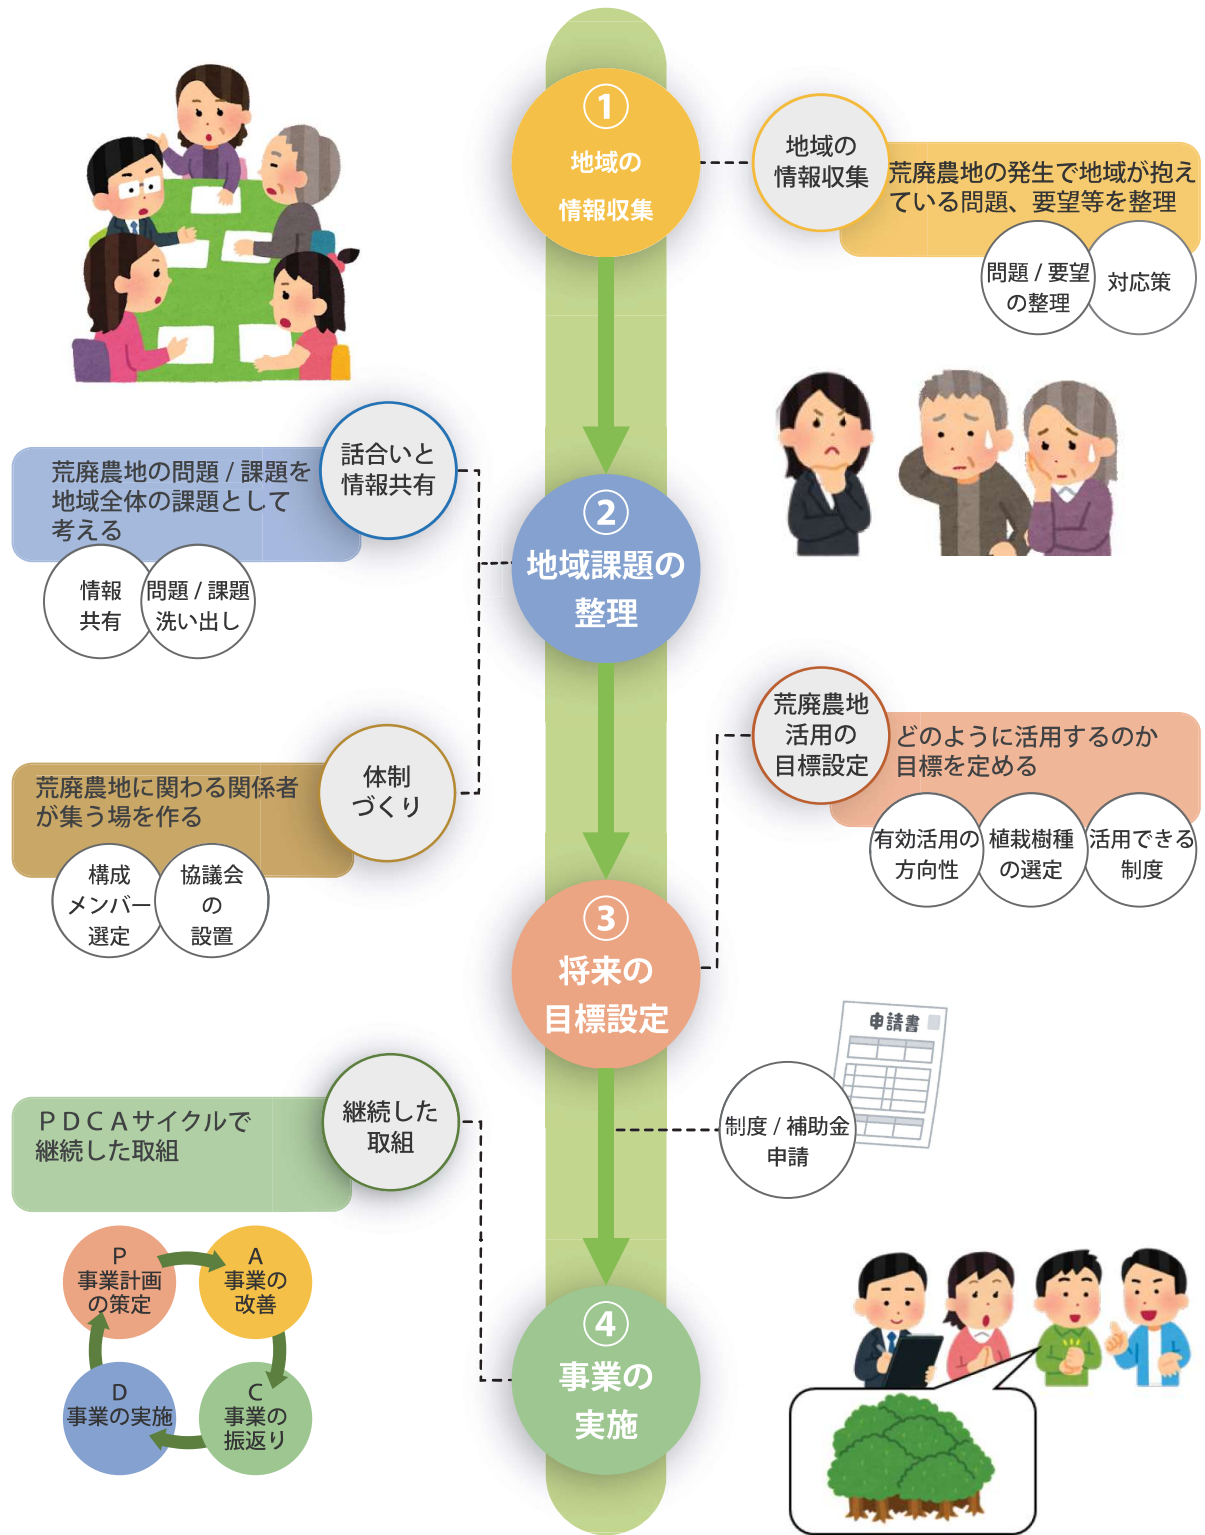 ①
地域の
情報収集
地域の
情報収集
荒廃農地の発生で地域が抱え
ている問題、要望等を整理
問題 / 要望
の整理
対応策
②
地域課題の
整理
話合いと
情報共有
荒廃農地の問題 / 課題を
地域全体の課題として
考える
情報
共有
問題 / 課題
洗い出し
体制
づくり
荒廃農地に関わる関係者
が集う場を作る
構成
メンバー
選定
協議会
の
設置
③
将来の
目標設定
荒廃農地
活用の
目標設定
どのように活用するのか
目標を定める
有効活用の
方向性
植栽樹種
の選定
活用できる
制度
申請書
制度 / 補助金
申請
④
事業の
実施
継続した
取組
ＰＤＣＡサイクルで
継続した取組
P
事業計画
の策定
A
事業の
改善
D
事業の実施
C
事業の
振返り